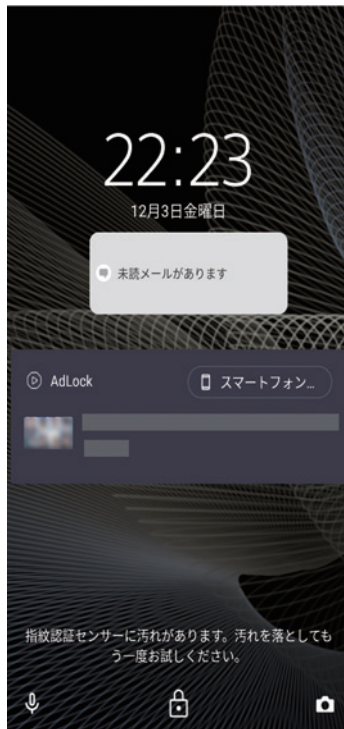 22:23
12月3日金曜日
未読メールがあります
AdLock
スマートフォン...
指紋認証センサーに汚れがあります。汚れを落としても
う一度お試しください。